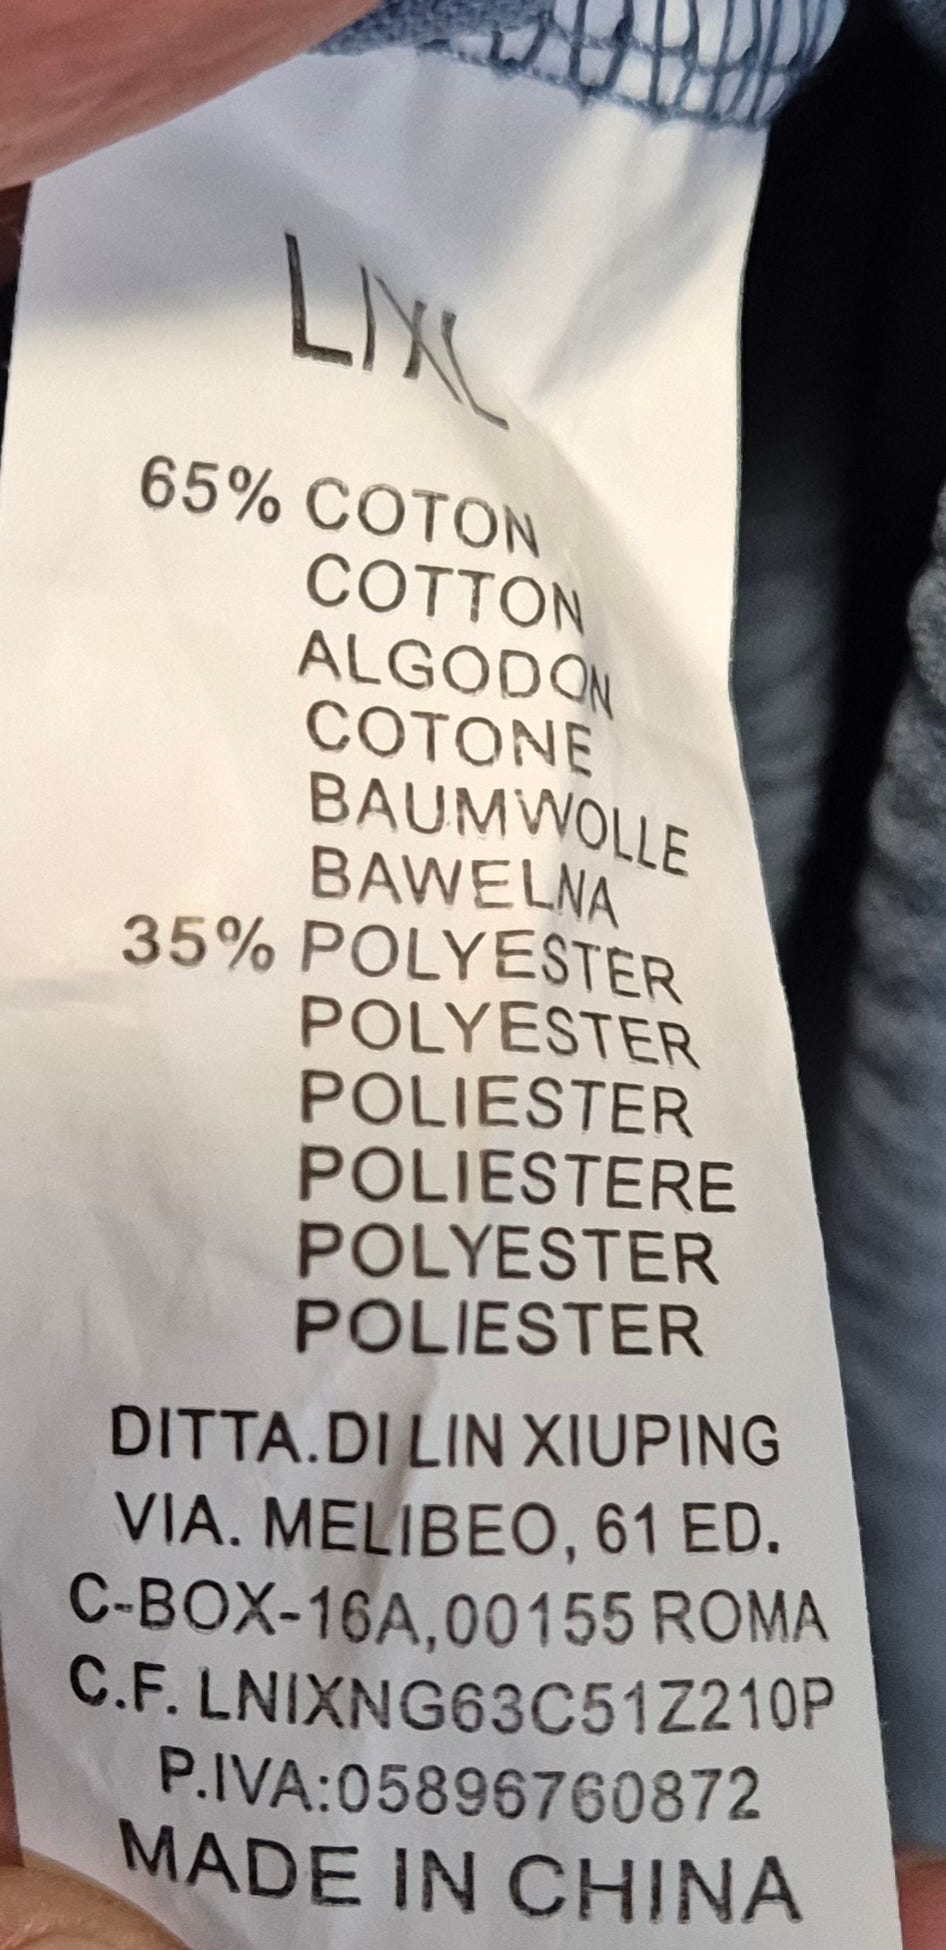 LIXL
65% COTON
COTTON
ALGODON
COTONE
BAUMWOLLE
BAWELNA
35% POLYESTER
POLYESTER
POLIESTER
POLIESTERE
POLYESTER
POLIESTER
DITTA.DI LIN XIUPING
VIA. MELIBEO, 61 ED.
C-BOX-16A,00155 ROMA
C.F. LNIXNG63C51Z210P
P.IVA:05896760872
MADE IN CHINA